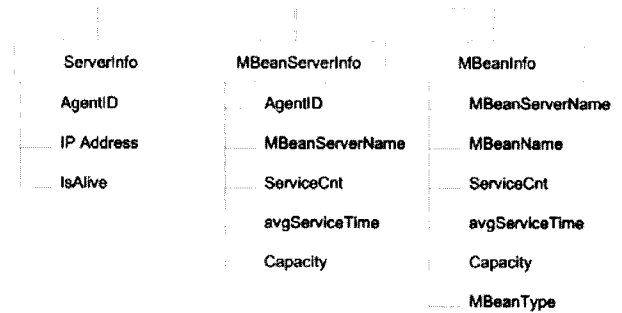 ServerInfo
AgentID
IP Address
IsAlive
MBeanServerInfo
AgentID
MBeanServerName
ServiceCnt
avgServiceTime
Capacity
MBeanInfo
MBeanServerName
MBeanName
ServiceCnt
avgServiceTime
Capacity
MBeanType